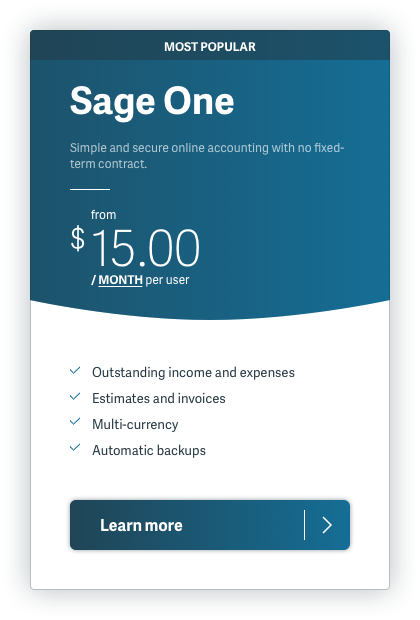 MOST POPULAR
Sage One
Simple and secure online accounting with no fixed-
term contract.
from
$15.00
/ MONTH per user
Outstanding income and expenses
Estimates and invoices
Multi-currency
Automatic backups
Learn more